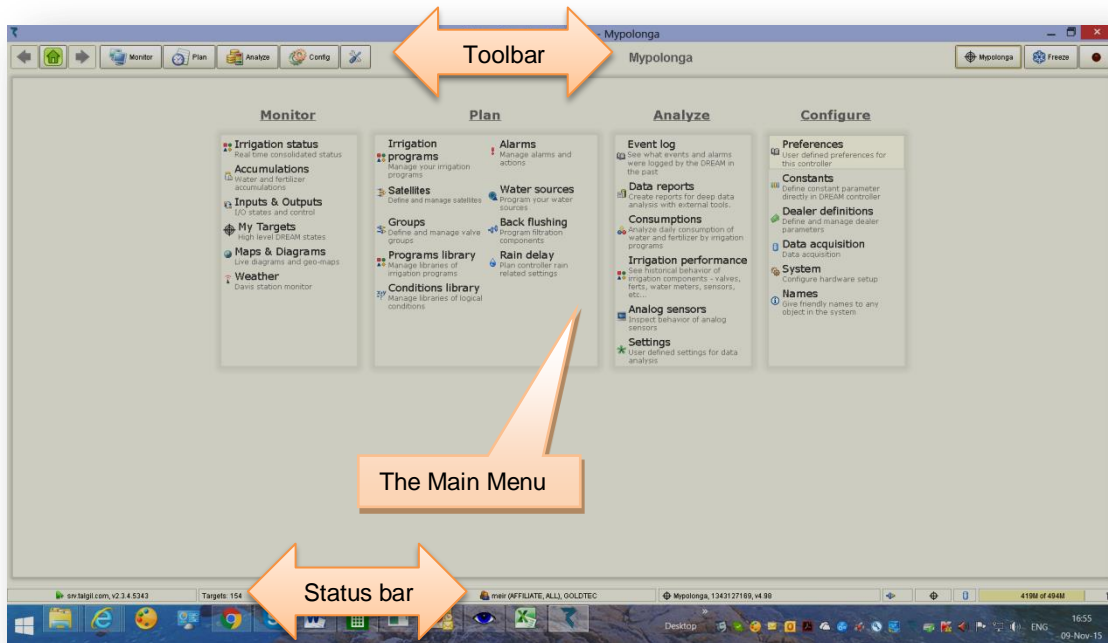 - Mypolonga
Monitor
Plan
Analyze
Config
Toolbar
Mypolonga
Mypolonga
Freeze
Monitor
Irrigation status
Real time consolidated status
Accumulations
Water and fertilizer
accumulations
Inputs & Outputs
I/O states and control
My Targets
High level DREAM states
Maps & Diagrams
Live diagrams and geo-maps
Weather
Davis station monitor
Plan
Irrigation
programs
Manage your irrigation
programs
Satellites
Define and manage satellites
Groups
Define and manage valve
groups
Programs library
Manage libraries of
irrigation programs
Conditions library
Manage libraries of logical
conditions
Alarms
Manage alarms and
actions
Water sources
Program your water
sources
Back flushing
Program filtration
components
Rain delay
Plan controller rain
related settings
Analyze
Event log
See what events and alarms
were logged by the DREAM in
the past
Data reports
Create reports for deep data
analysis with external tools.
Consumptions
Analyze daily consumption of
water and fertilizer by irrigation
programs
Irrigation performance
See historical behavior of
irrigation components - valves,
ferts, water meters, sensors,
etc...
Analog sensors
Inspect behavior of analog
sensors
Settings
User defined settings for data
analysis
Configure
Preferences
User defined preferences for
this controller
Constants
Define constant parameter
directly in DREAM controller
Dealer definitions
Define and manage dealer
parameters
Data acquisition
Data acquisition
System
Configure hardware setup
Names
Give friendly names to any
object in the system
The Main Menu
Status bar
srv.talgil.com, v2.3.4.5343
Targets: 154
meir (AFFILIATE, ALL), GOLDTEC
Mypolonga, 1343127169, v4.98
419M of 494M
Desktop
ENG
16:55
09-Nov-15